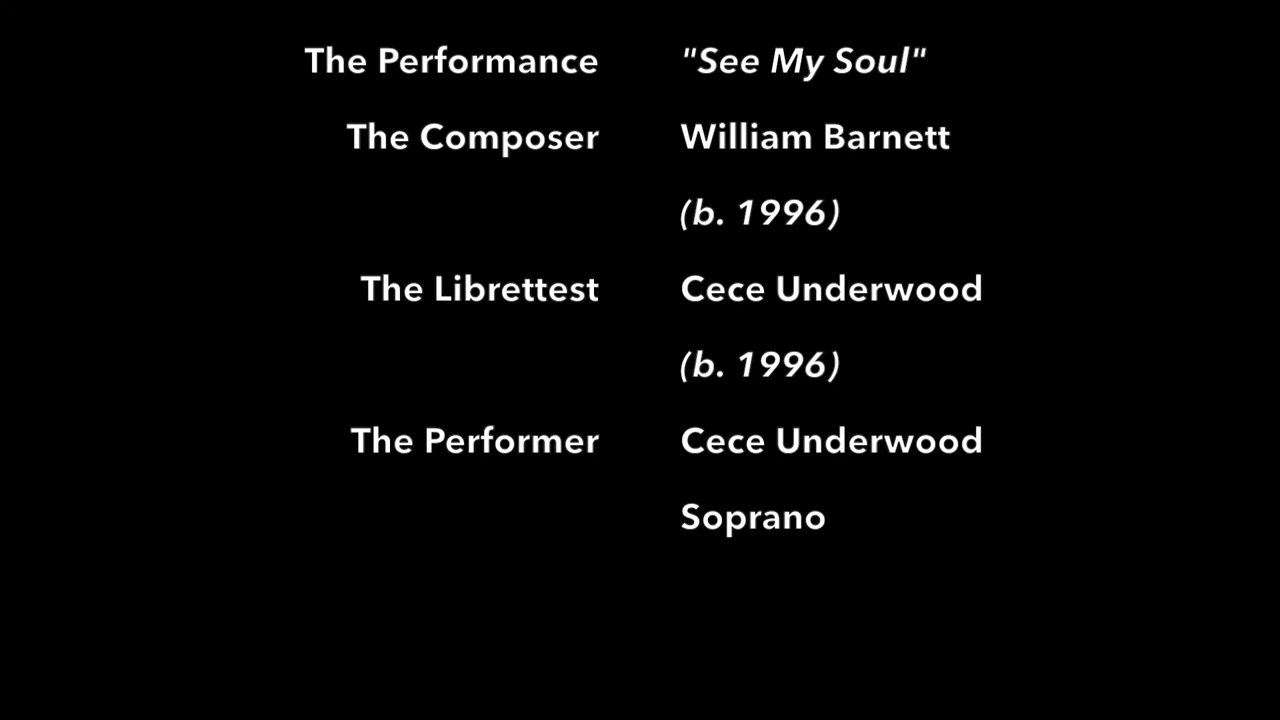 The Performance "See My Soul"
The Composer William Barnett
(b. 1996)
The Librettest Cece Underwood
(b. 1996)
The Performer Cece Underwood
Soprano